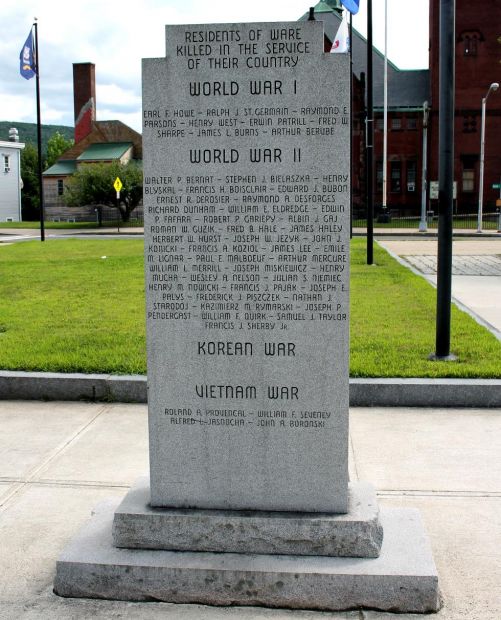 RESIDENTS OF WARE
KILLED IN THE SERVICE
OF THEIR COUNTRY
WORLD WAR I
EARL F. HOWE – RALPH J. ST. GERMAIN – RAYMOND E.
PARSONS – HENRY WEST – ERWIN PATRILL – FRED W.
SHARPE – JAMES L. BURNS – ARTHUR BERUBE
WORLD WAR II
WALTER P. BERNAT – STEPHEN J. BIELASZKA – HENRY
BLYSKAL – FRANCIS H. BOISCLAIR – EDWARD J. BUBON
ERNEST R. DEROSIER – RAYMOND A. DESFORGES
RICHARD DUNHAM – WILLIAM E. ELDREDGE – EDWIN
D. FAFARA – ROBERT P. GARIEPY – ALBIN J. GAJ
ROMAN W. GUZIK – FRED B. HALE – JAMES HALEY
HERBERT W. HURST – JOSEPH W. JEZYK – JOHN J.
KONICKI – FRANCIS A. KOZIOL – JAMES LEE – EMILE
M. LIGNAR – PAUL E. MALBOEUF – ARTHUR MERCURE
WILLIAM L. MERRILL – JOSEPH MISKIEWICZ – HENRY
MUCHA – WESLEY A. NELSON – JULIAN S. NIEMIEC
HENRY M. NOWICKI – FRANCIS J. PAJAK – JOSEPH E.
PALYS – FREDERICK J. PISZCZEK – NATHAN J.
STARODOJ – KAZIMIERZ M. RYMARSKI – JOSEPH P.
PENDERGAST – WILLIAM F. QUIRK – SAMUEL J. TAYLOR
FRANCIS J. SHERBY JR.
KOREAN WAR
VIETNAM WAR
ROLAND A. PROVENCAL – WILLIAM F. SEVENEY
ALFRED L. JASNOCHA – JOHN A. BORONSKI